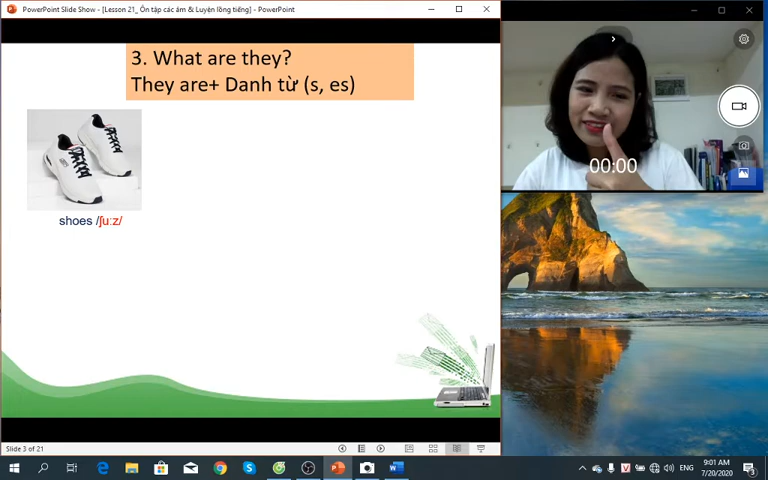 PowerPoint Slide Show - [Lesson 21_ Ôn tập các âm & Luyện lồng tiếng] - PowerPoint
3. What are they?
They are+ Danh từ (s, es)
00:00
shoes /ʃuːz/
Slide 3 of 21
ENG
9:01 AM
7/20/2020